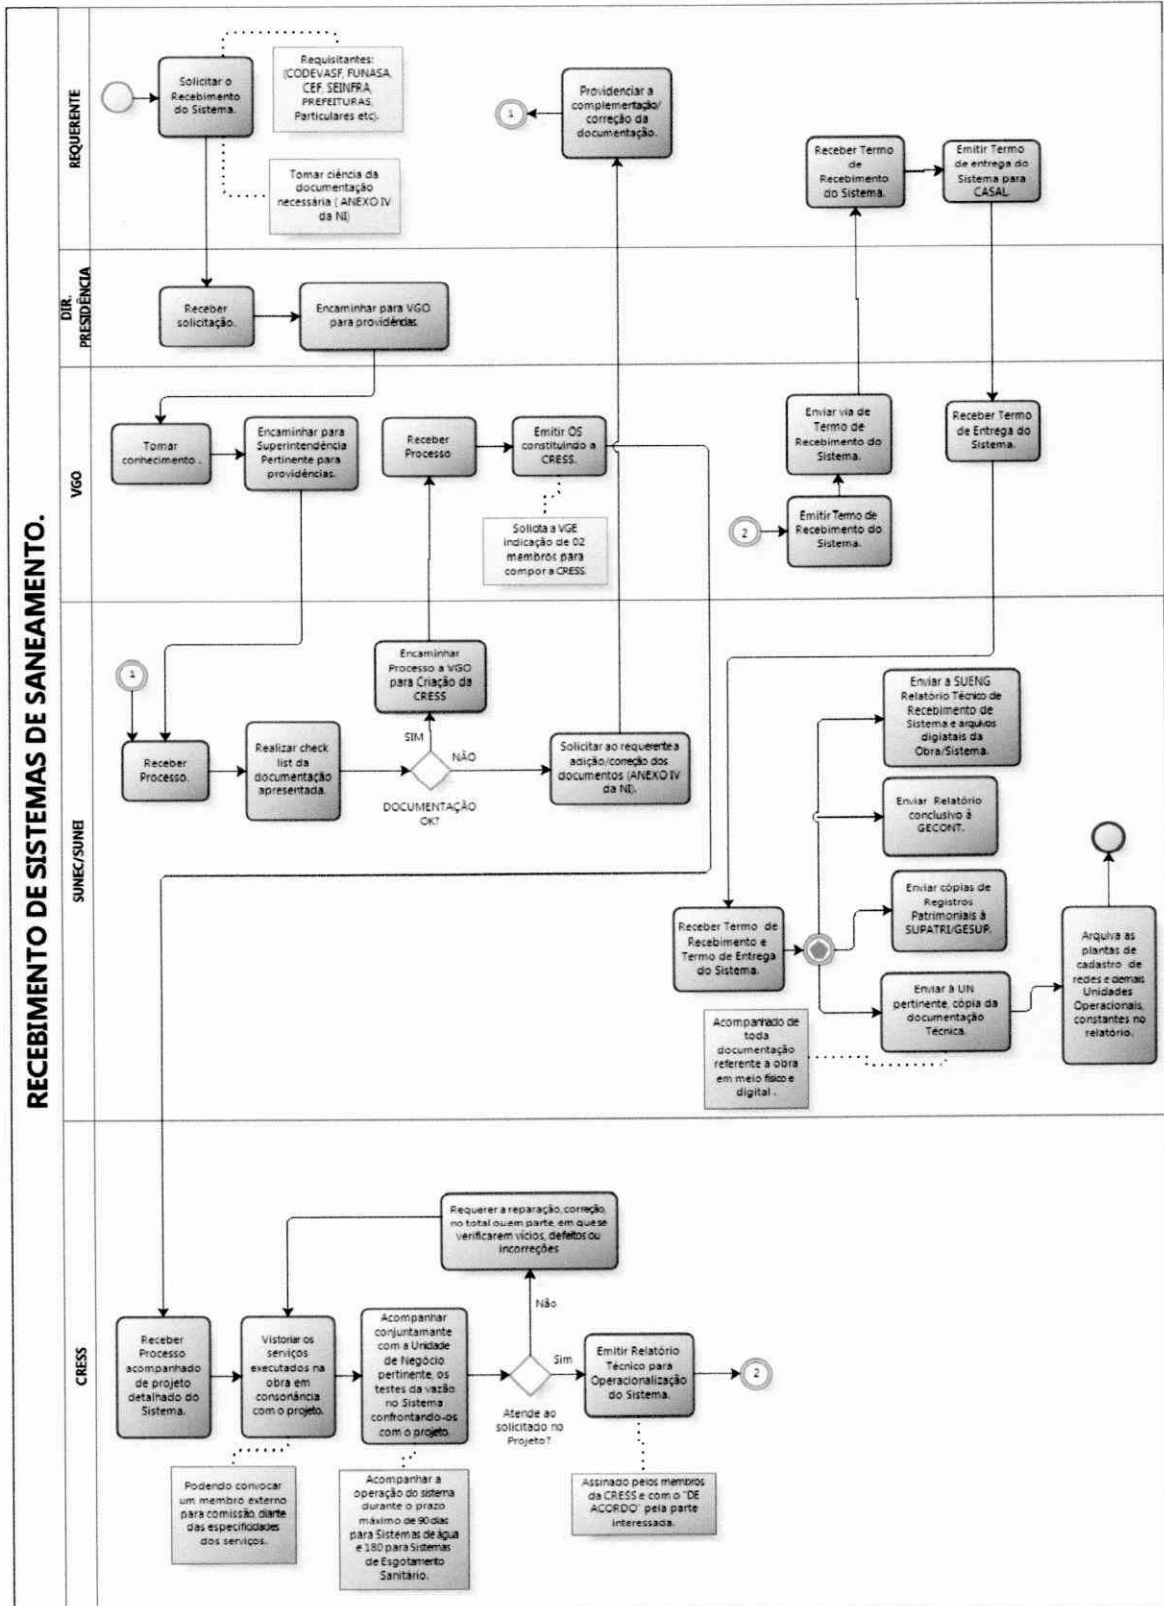 RECEBIMENTO DE SISTEMAS DE SANEAMENTO.
REQUERENTE
Solicitar o
Recebimento
do Sistema.
Requisitantes:
(CODEVASF, FUNASA,
CEF, SEINFRA,
PREFEITURAS,
Particulares etc).
Tomar ciência da
documentação
necessária ( ANEXO IV
da NI)
1
Providenciar a
complementação/
correção da
documentação.
Receber Termo
de
Recebimento
do Sistema.
Emitir Termo
de entrega do
Sistema para
CASAL
DIR.
PRESIDÊNCIA
Receber
solicitação.
Encaminhar para VGO
para providências
VGO
Tomar
conhecimento .
Encaminhar para
Superintendência
Pertinente para
providências.
Receber
Processo
Emitir OS
constituindo a
CRESS.
Solicita a VGE
indicação de 02
membros para
compor a CRESS.
Enviar via de
Termo de
Recebimento do
Sistema.
2
Emitir Termo de
Recebimento do
Sistema.
Receber Termo
de Entrega do
Sistema.
SUNEC/SUNEI
1
Receber
Processo.
Realizar check
list da
documentação
apresentada.
Encaminhar
Processo a VGO
para Criação da
CRESS
SIM
NÃO
DOCUMENTAÇÃO
OK?
Solicitar ao requerente a
adição/correção dos
documentos (ANEXO IV
da NI).
Receber Termo de
Recebimento e
Termo de Entrega
do Sistema.
Enviar a SUENG
Relatório Técnico de
Recebimento de
Sistema e arquivos
digiatais da
Obra/Sistema.
Enviar Relatório
conclusivo à
GECONT.
Enviar cópias de
Registros
Patrimoniais à
SUPATRI/GESUP.
Enviar à UN
pertinente, cópia da
documentação
Técnica.
Acompanhado de
toda
documentação
referente a obra
em meio físico e
digital .
Arquiva as
plantas de
cadastro de
redes e demais
Unidades
Operacionais,
constantes no
relatório.
CRESS
Receber
Processo
acompanhado
de projeto
detalhado do
Sistema.
Vistoriar os
serviços
executados na
obra em
consonância
com o projeto.
Podendo convocar
um membro externo
para comissão, diante
das especificidades
dos serviços.
Acompanhar
conjuntamante
com a Unidade
de Negócio
pertinente, os
testes da vazão
no Sistema
confrontando-os
com o projeto.
Acompanhar a
operação do sistema
durante o prazo
máximo de 90 dias
para Sistemas de água
e 180 para Sistemas
de Esgotamento
Sanitário.
Requerer a reparação, correção,
no total ou em parte, em que se
verificarem vícios, defeitos ou
incorreções
Não
Sim
Atende ao
solicitado no
Projeto?
Emitir Relatório
Técnico para
Operacionalização
do Sistema.
Assinado pelos membros
da CRESS e com o "DE
ACORDO" pela parte
interessada.
2